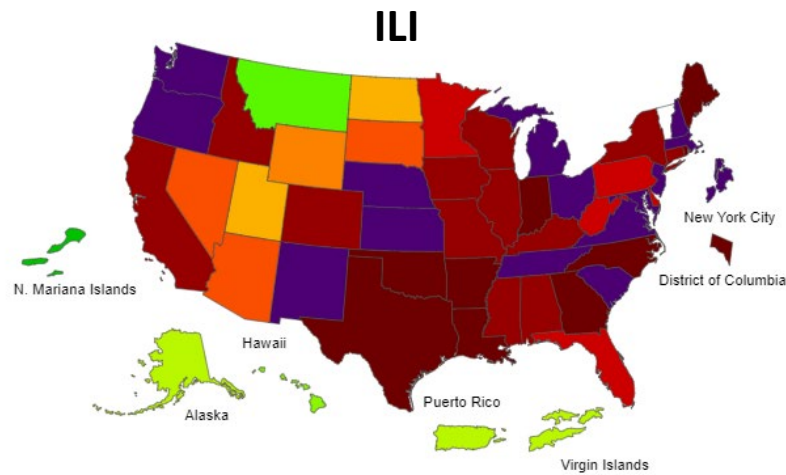 ILI
New York City
District of Columbia
N. Mariana Islands
Hawaii
Alaska
Puerto Rico
Virgin Islands